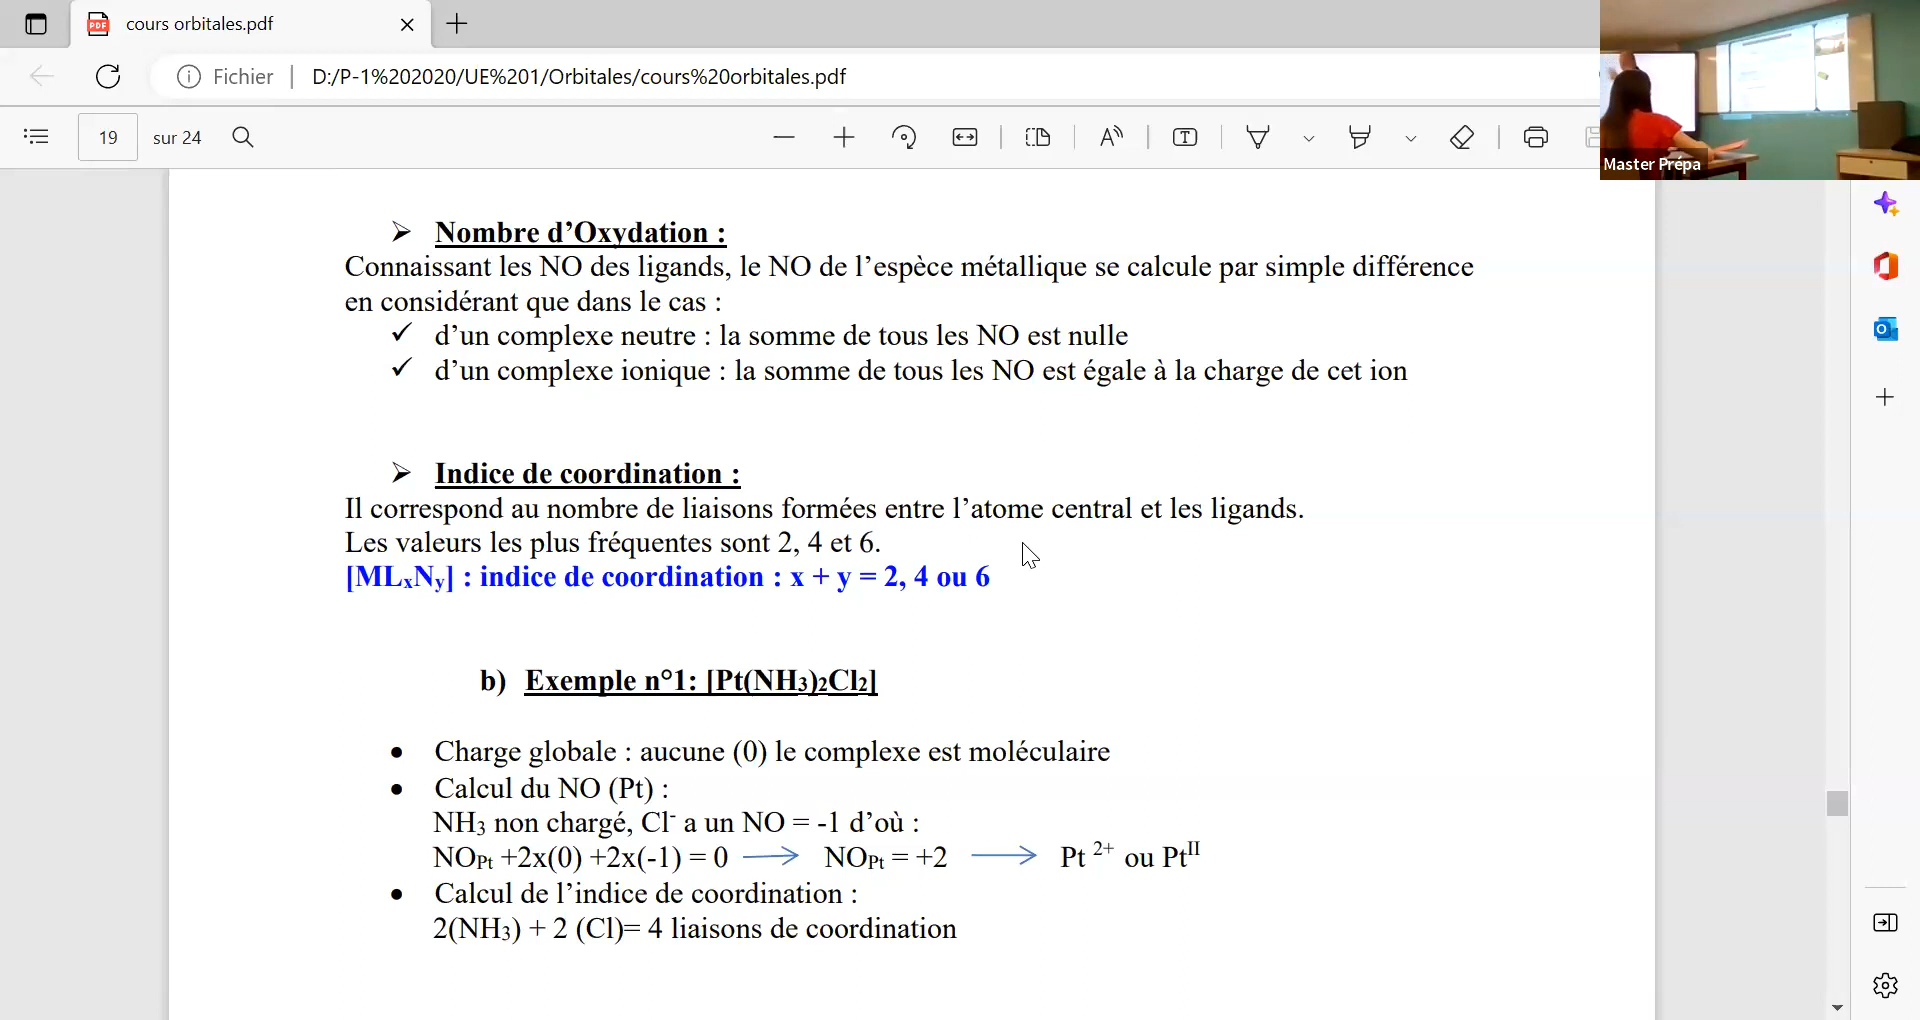 cours orbitales.pdf
Fichier | D:/P-1%202020/UE%201/Orbitales/cours%20orbitales.pdf
19 sur 24
Master Prépa
➢ Nombre d’Oxydation :
Connaissant les NO des ligands, le NO de l’espèce métallique se calcule par simple différence
en considérant que dans le cas :
✓ d’un complexe neutre : la somme de tous les NO est nulle
✓ d’un complexe ionique : la somme de tous les NO est égale à la charge de cet ion
➢ Indice de coordination :
Il correspond au nombre de liaisons formées entre l’atome central et les ligands.
Les valeurs les plus fréquentes sont 2, 4 et 6.
[MLₓNᵧ] : indice de coordination : x + y = 2, 4 ou 6
b) Exemple n°1: [Pt(NH₃)₂Cl₂]
• Charge globale : aucune (0) le complexe est moléculaire
• Calcul du NO (Pt) :
NH₃ non chargé, Cl⁻ a un NO = -1 d’où :
NOPt +2x(0) +2x(-1) = 0 → NOPt = +2 → Pt ²⁺ ou Ptᴵᴵ
• Calcul de l’indice de coordination :
2(NH₃) + 2 (Cl)= 4 liaisons de coordination